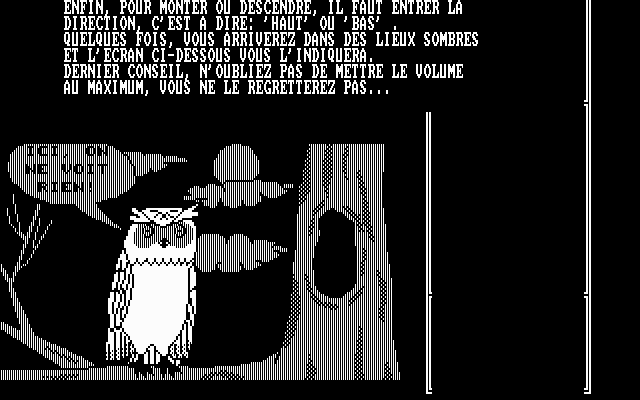 ENFIN, POUR MONTER OU DESCENDRE, IL FAUT ENTRER LA
DIRECTION, C'EST A DIRE: 'HAUT' OU 'BAS' .
QUELQUES FOIS, VOUS ARRIVEREZ DANS DES LIEUX SOMBRES
ET L'ECRAN CI-DESSOUS VOUS L'INDIQUERA.
DERNIER CONSEIL, N'OUBLIEZ PAS DE METTRE LE VOLUME
AU MAXIMUM, VOUS NE LE REGRETTEREZ PAS...
ICI, ON
NE VOIT
RIEN!